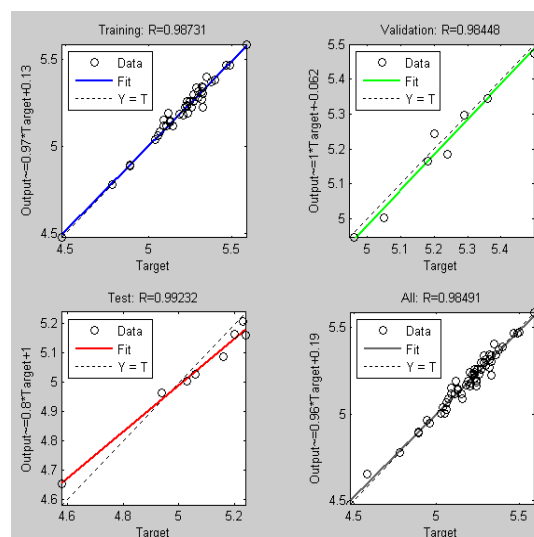 Training: R=0.98731
Output~=0.97*Target+0.13
5.5
5
4.5
Data
Fit
Y = T
4.5 5 5.5
Target
Validation: R=0.98448
Output~=1*Target+-0.062
5.5
5.4
5.3
5.2
5.1
5
Data
Fit
Y = T
5 5.1 5.2 5.3 5.4
Target
Test: R=0.99232
Output~=0.8*Target+1
5.2
5.1
5
4.9
4.8
4.7
4.6
Data
Fit
Y = T
4.6 4.8 5 5.2
Target
All: R=0.98491
Output~=0.96*Target+0.19
5.5
5
4.5
Data
Fit
Y = T
4.5 5 5.5
Target